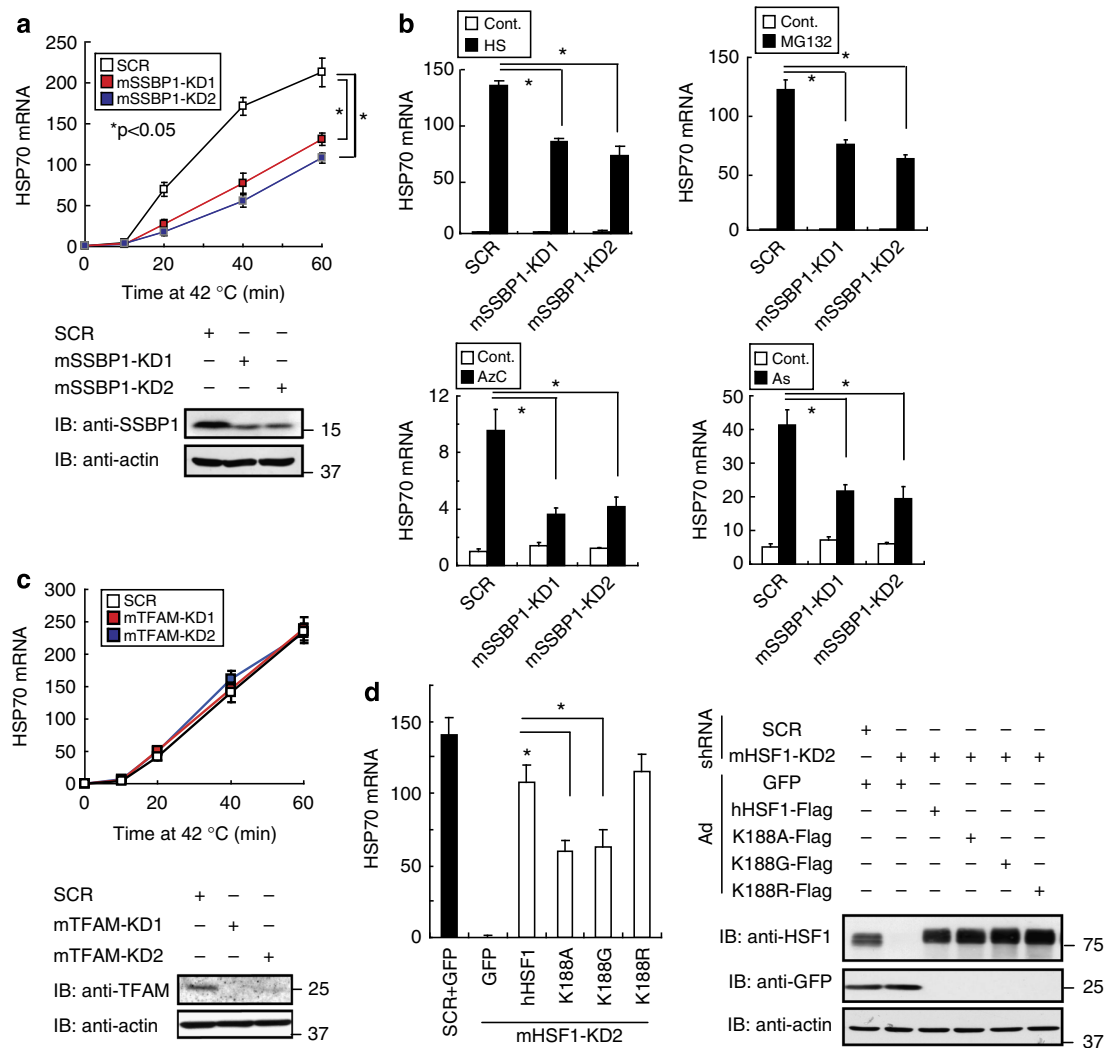 a
250
200
150
100
50
0
HSP70 mRNA
SCR
mSSBP1-KD1
mSSBP1-KD2
*p<0.05
* *
0 20 40 60
Time at 42 °C (min)
SCR + – –
mSSBP1-KD1 – + –
mSSBP1-KD2 – – +
IB: anti-SSBP1 15
IB: anti-actin 37
b
Cont.
HS
150
100
50
0
HSP70 mRNA
*
*
SCR
mSSBP1-KD1
mSSBP1-KD2
Cont.
MG132
150
100
50
0
HSP70 mRNA
*
*
SCR
mSSBP1-KD1
mSSBP1-KD2
Cont.
AzC
12
8
4
0
HSP70 mRNA
*
*
SCR
mSSBP1-KD1
mSSBP1-KD2
Cont.
As
50
40
30
20
10
0
HSP70 mRNA
*
*
SCR
mSSBP1-KD1
mSSBP1-KD2
c
300
250
200
150
100
50
0
HSP70 mRNA
SCR
mTFAM-KD1
mTFAM-KD2
0 20 40 60
Time at 42 °C (min)
SCR + – –
mTFAM-KD1 – + –
mTFAM-KD2 – – +
IB: anti-TFAM 25
IB: anti-actin 37
d
150
100
50
0
HSP70 mRNA
*
*
SCR+GFP
GFP
hHSF1
K188A
K188G
K188R
mHSF1-KD2
shRNA
SCR + – – – – –
mHSF1-KD2 – + + + + +
Ad
GFP + + – – – –
hHSF1-Flag – – + – – –
K188A-Flag – – – + – –
K188G-Flag – – – – + –
K188R-Flag – – – – – +
IB: anti-HSF1 75
IB: anti-GFP 25
IB: anti-actin 37